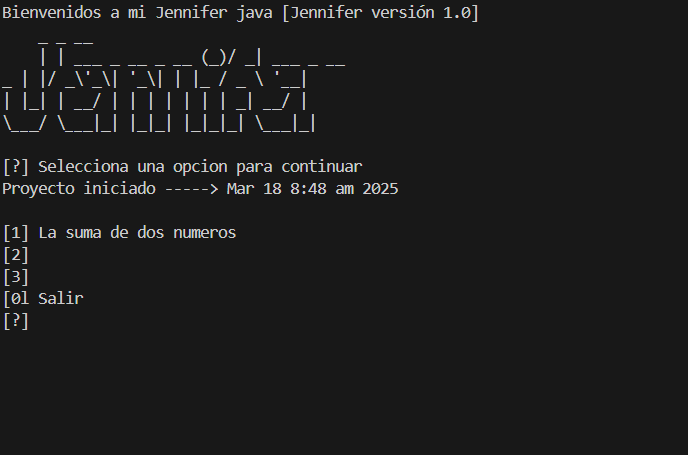 Bienvenidos a mi Jennifer java [Jennifer versión 1.0]
    _ _ __
    | | ___ _ __ _ __ (_)/ _| ___ _ __
_ | |/ _\'_\| '_\| | |_ / _ \ '__|
| |_| | __/ | | | | | | | _| __/ |
\___/ \___|_| |_|_| |_|_|_| \___|_|
[?] Selecciona una opcion para continuar
Proyecto iniciado -----> Mar 18 8:48 am 2025
[1] La suma de dos numeros
[2]
[3]
[0l Salir
[?]